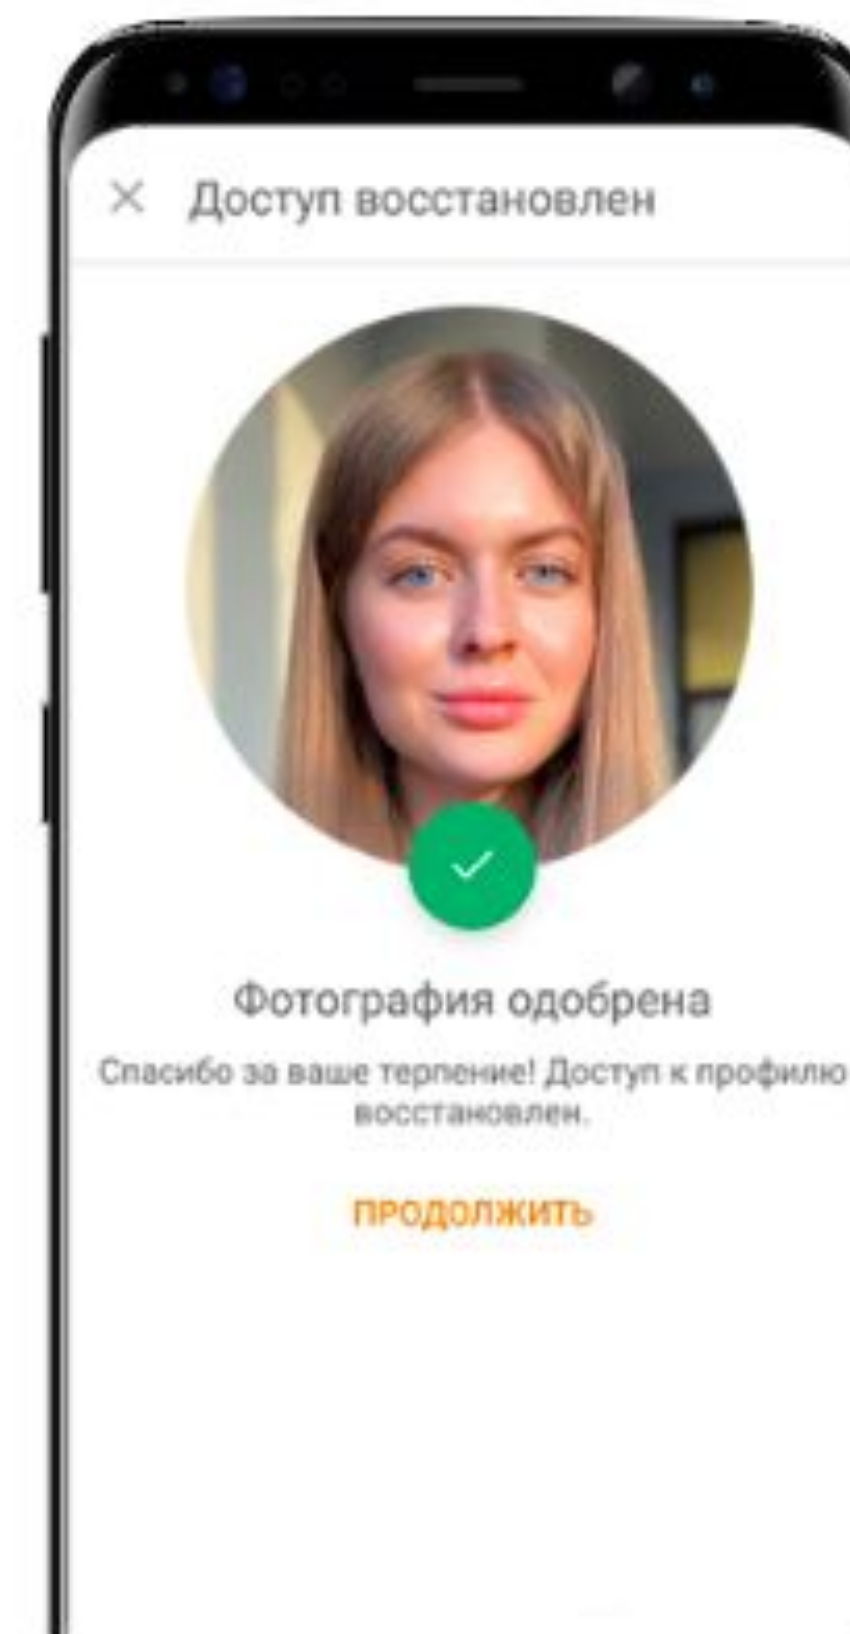 Доступ восстановлен
Фотография одобрена
Спасибо за ваше терпение! Доступ к профилю
восстановлен.
ПРОДОЛЖИТЬ